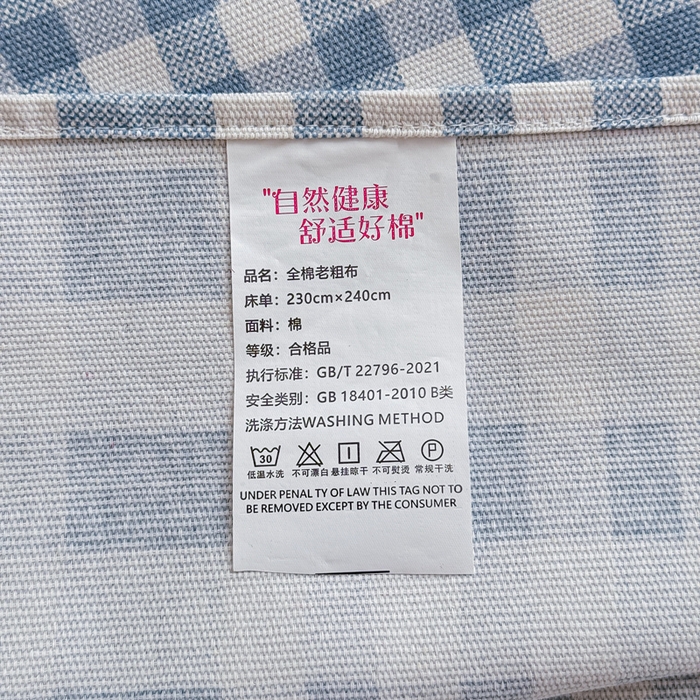 "自然健康
舒适好棉"
品名：全棉老粗布
床单：230cm×240cm
面料：棉
等级：合格品
执行标准：GB/T 22796-2021
安全类别：GB 18401-2010 B类
洗涤方法WASHING METHOD
30 P
低温水洗 不可漂白 悬挂晾干 不可熨烫 常规干洗
UNDER PENAL TY OF LAW THIS TAG NOT TO
BE REMOVED EXCEPT BY THE CONSUMER